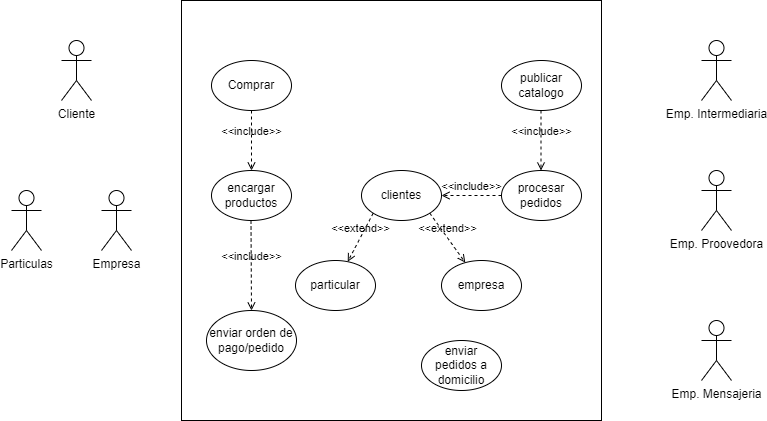 Cliente
Particulas
Empresa
Comprar
<<include>>
encargar
productos
<<include>>
enviar orden de
pago/pedido
publicar
catalogo
<<include>>
procesar
pedidos
<<include>>
clientes
<<extend>>
<<extend>>
particular
empresa
enviar
pedidos a
domicilio
Emp. Intermediaria
Emp. Proovedora
Emp. Mensajeria